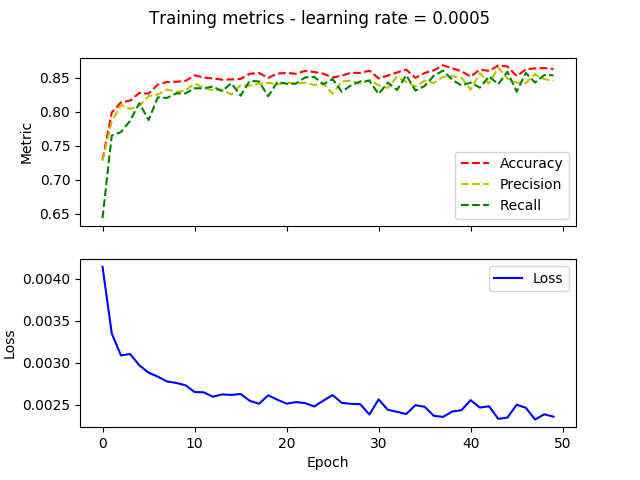 Training metrics - learning rate = 0.0005
0.85
0.80
0.75
0.70
0.65
Metric
Accuracy
Precision
Recall
0.0040
0.0035
0.0030
0.0025
Loss
Loss
0
10
20
30
40
50
Epoch